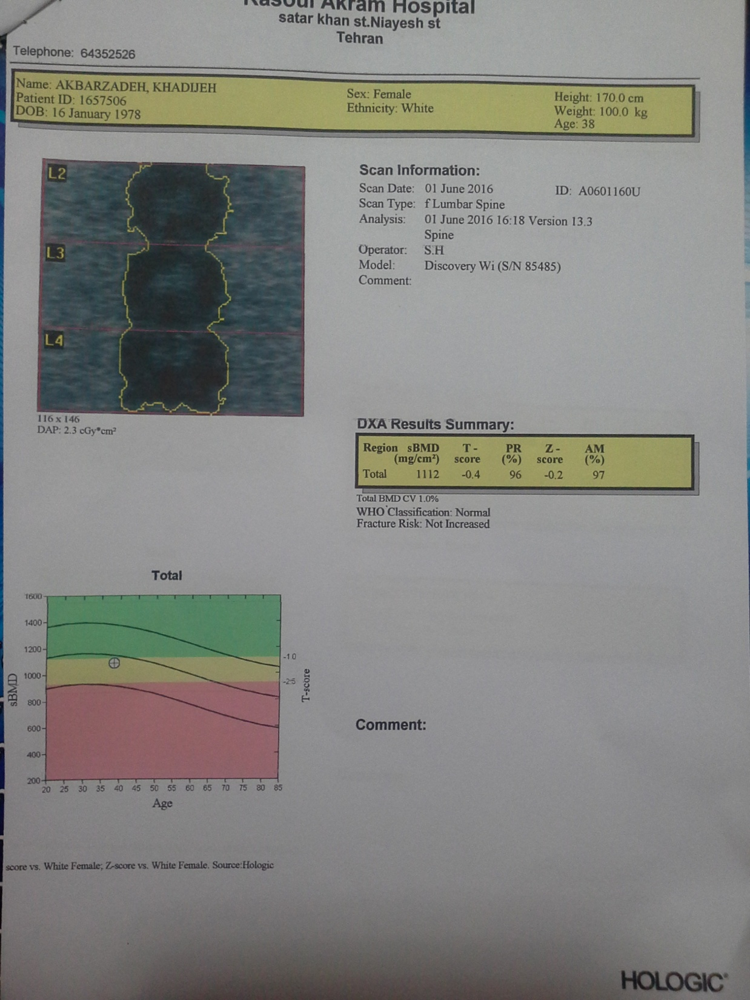 Rasoul Akram Hospital
satar khan st.Niayesh st
Tehran
Telephone: 64352526
Name: AKBARZADEH, KHADIJEH
Patient ID: 1657506
DOB: 16 January 1978
Sex: Female
Ethnicity: White
Height: 170.0 cm
Weight: 100.0 kg
Age: 38
L2
L3
L4
116 x 146
DAP: 2.3 cGy*cm²
Scan Information:
Scan Date: 01 June 2016 ID: A0601160U
Scan Type: f Lumbar Spine
Analysis: 01 June 2016 16:18 Version 13.3
Spine
Operator: S.H
Model: Discovery Wi (S/N 85485)
Comment:
DXA Results Summary:
Region sBMD T - PR Z - AM
(mg/cm²) score (%) score (%)
Total 1112 -0.4 96 -0.2 97
Total BMD CV 1.0%
WHO Classification: Normal
Fracture Risk: Not Increased
Total
1600
1400
1200
1000
800
600
400
200
sBMD
-1.0
-2.5
T-score
20 25 30 35 40 45 50 55 60 65 70 75 80 85
Age
Comment:
score vs. White Female; Z-score vs. White Female. Source:Hologic
HOLOGIC®